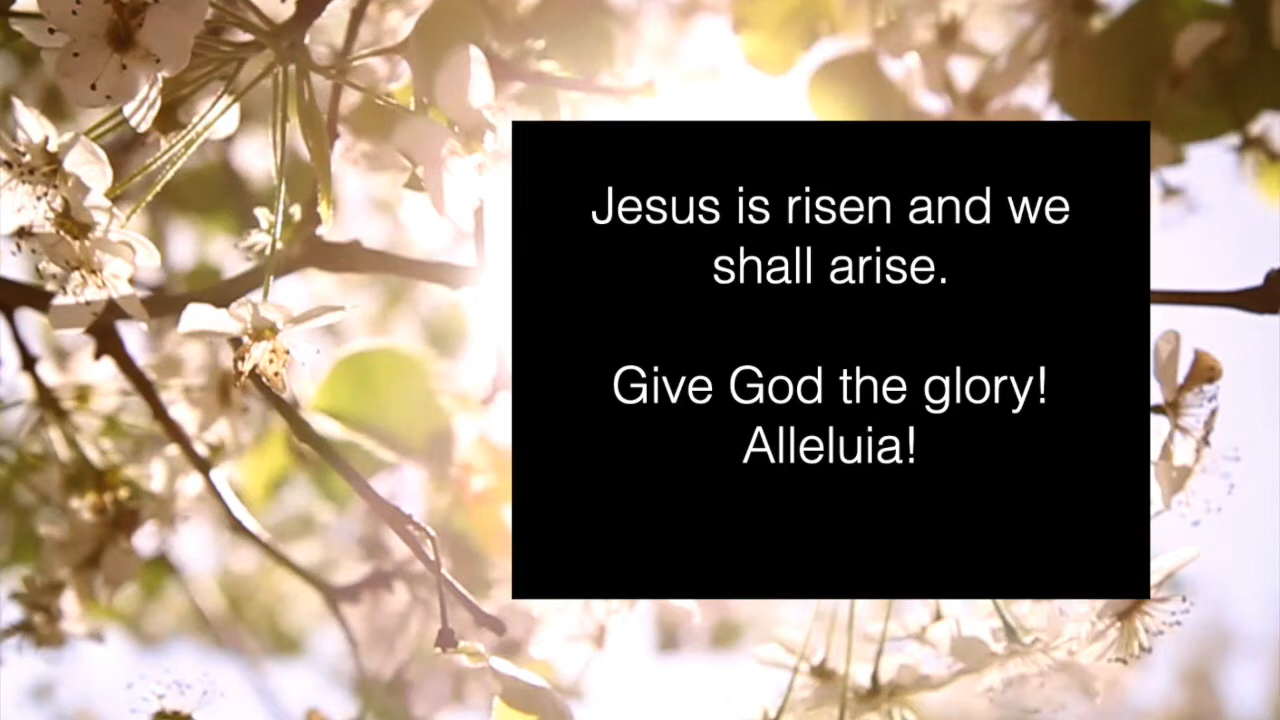 Jesus is risen and we
shall arise.
Give God the glory!
Alleluia!